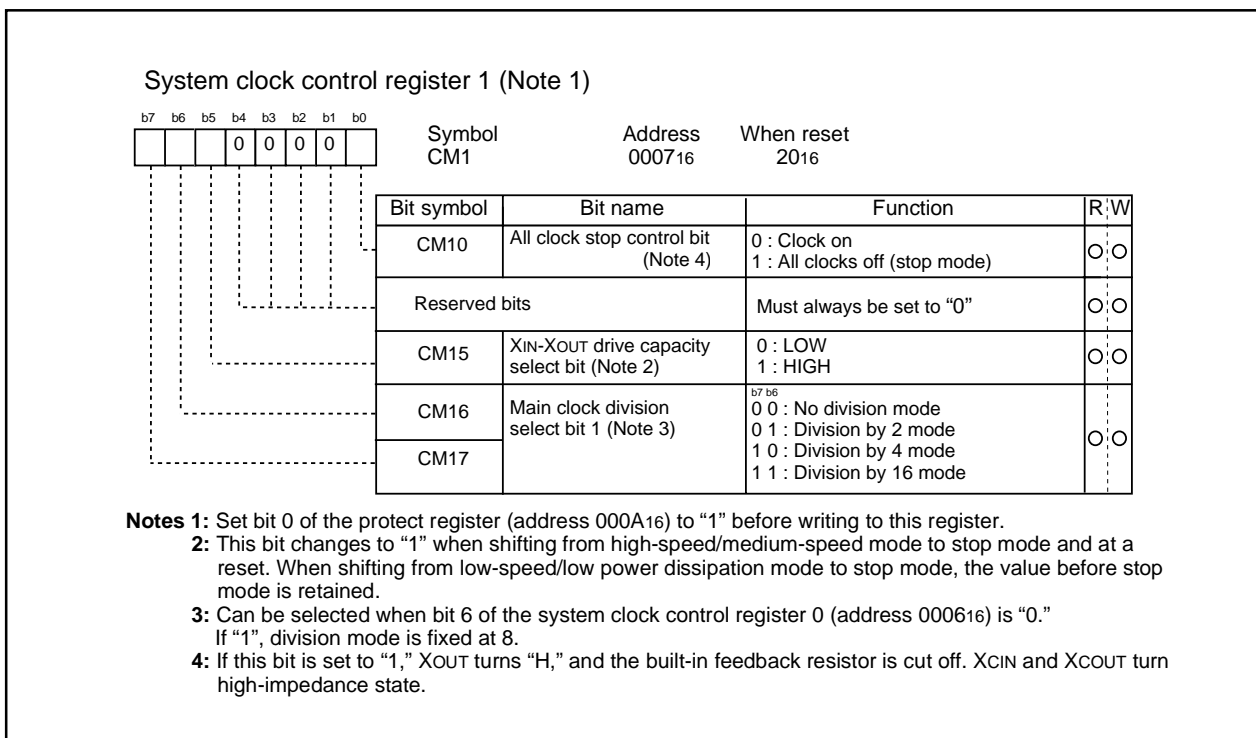 System clock control register 1 (Note 1)
b7 b6 b5 b4 b3 b2 b1 b0
0 0 0 0
Symbol Address When reset
CM1 000716 2016
Bit symbol Bit name Function R W
CM10 All clock stop control bit (Note 4) 0 : Clock on
1 : All clocks off (stop mode)
Reserved bits Must always be set to “0”
CM15 XIN-XOUT drive capacity select bit (Note 2) 0 : LOW
1 : HIGH
CM16 Main clock division select bit 1 (Note 3)
CM17
b7 b6
0 0 : No division mode
0 1 : Division by 2 mode
1 0 : Division by 4 mode
1 1 : Division by 16 mode
Notes 1: Set bit 0 of the protect register (address 000A16) to “1” before writing to this register.
2: This bit changes to “1” when shifting from high-speed/medium-speed mode to stop mode and at a
reset. When shifting from low-speed/low power dissipation mode to stop mode, the value before stop
mode is retained.
3: Can be selected when bit 6 of the system clock control register 0 (address 000616) is “0.”
If “1”, division mode is fixed at 8.
4: If this bit is set to “1,” XOUT turns “H,” and the built-in feedback resistor is cut off. XCIN and XCOUT turn
high-impedance state.